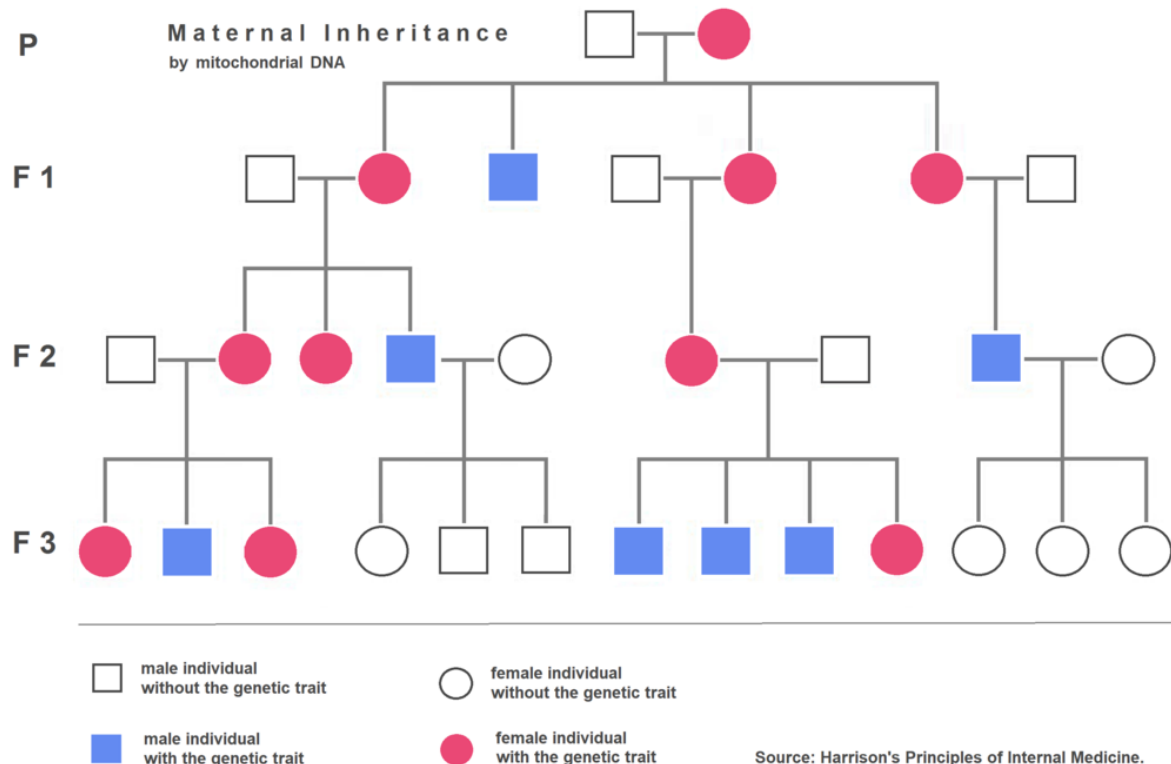 P
Maternal Inheritance
by mitochondrial DNA
F 1
F 2
F 3
male individual
without the genetic trait
female individual
without the genetic trait
male individual
with the genetic trait
female individual
with the genetic trait
Source: Harrison's Principles of Internal Medicine.